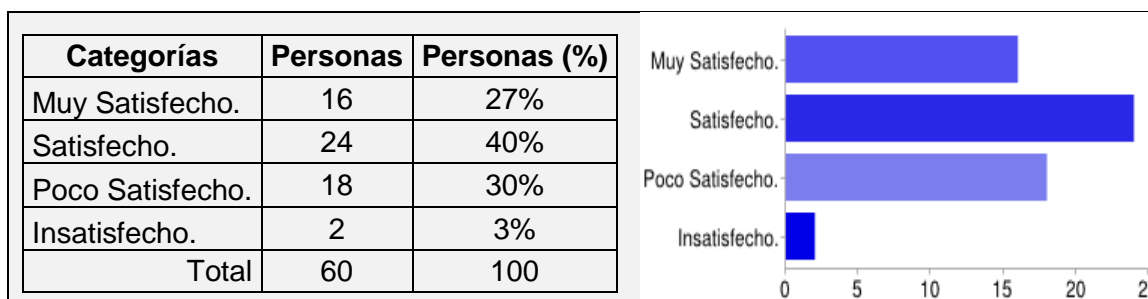 Categorías Personas Personas (%)
Muy Satisfecho. 16 27%
Satisfecho. 24 40%
Poco Satisfecho. 18 30%
Insatisfecho. 2 3%
Total 60 100
Muy Satisfecho.
Satisfecho.
Poco Satisfecho.
Insatisfecho.
0 5 10 15 20 2